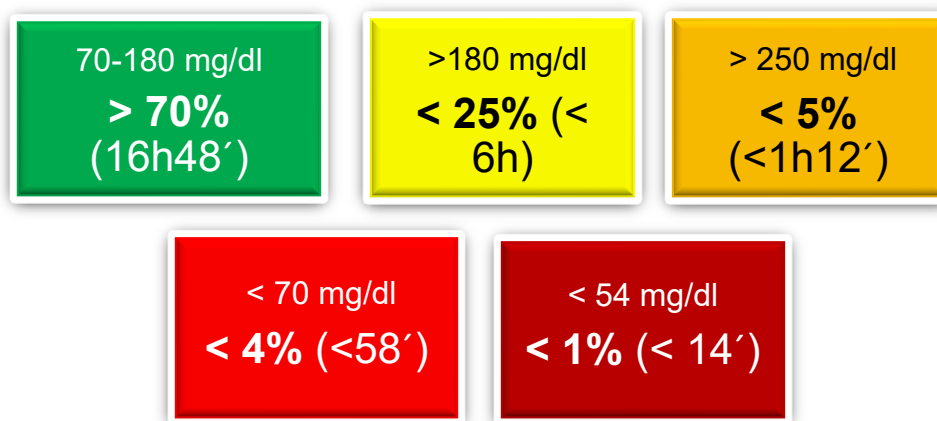 70-180 mg/dl
> 70%
(16h48´)
>180 mg/dl
< 25% (<
6h)
> 250 mg/dl
< 5%
(<1h12´)
< 70 mg/dl
< 4% (<58´)
< 54 mg/dl
< 1% (< 14´)